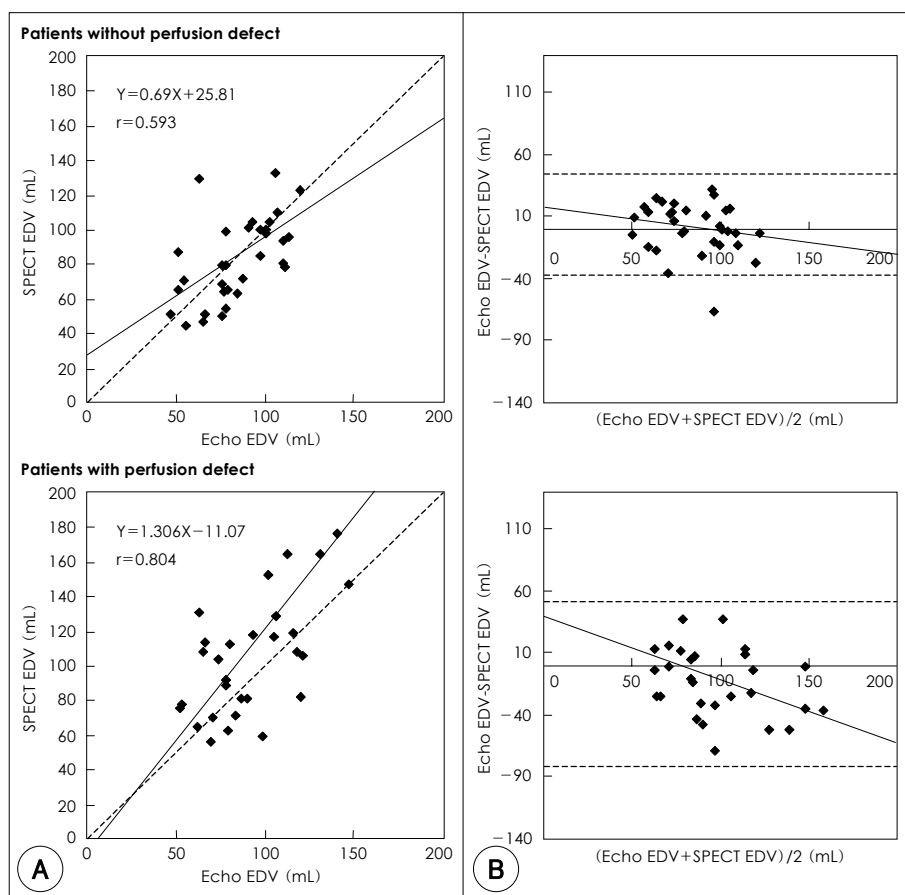 Patients without perfusion defect
200
180
160
140
120
100
80
60
40
20
0
SPECT EDV (mL)
Y=0.69X+25.81
r=0.593
0 50 100 150 200
Echo EDV (mL)
110
60
10
−40
−90
−140
Echo EDV-SPECT EDV (mL)
0 50 100 150 200
(Echo EDV+SPECT EDV)/2 (mL)
Patients with perfusion defect
200
180
160
140
120
100
80
60
40
20
0
SPECT EDV (mL)
Y=1.306X−11.07
r=0.804
0 50 100 150 200
Echo EDV (mL)
A
110
60
10
−40
−90
−140
Echo EDV-SPECT EDV (mL)
0 50 100 150 200
(Echo EDV+SPECT EDV)/2 (mL)
B